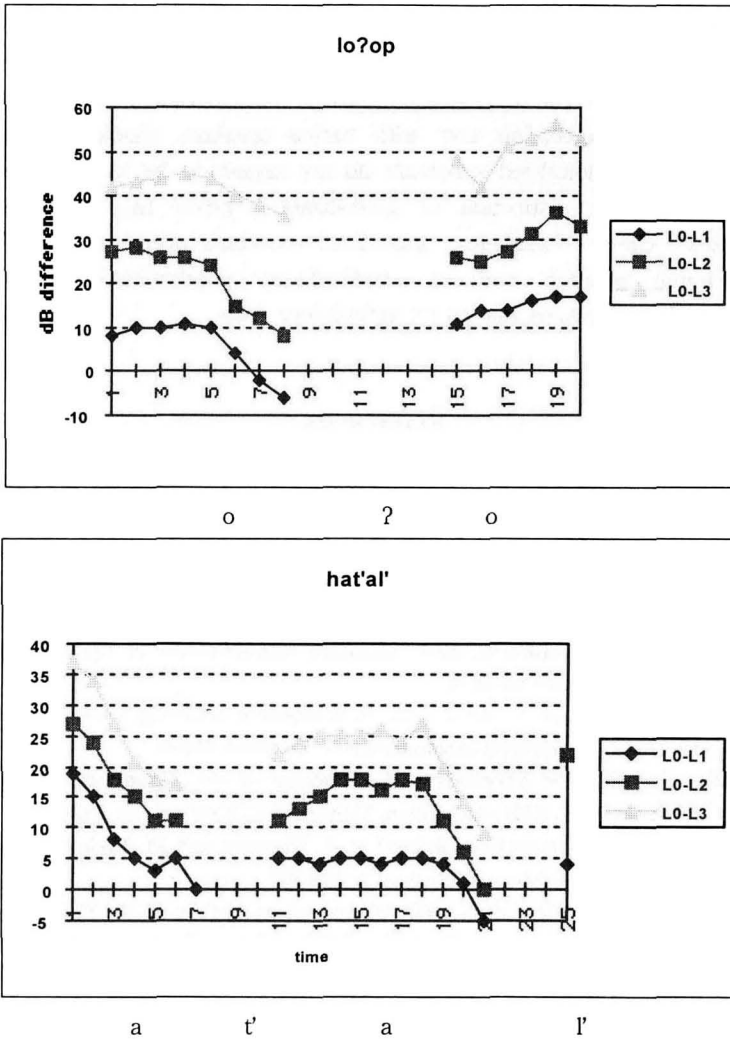 lo?op
60
50
40
30
20
10
0
-10
dB difference
1 3 5 7 9 11 13 15 17 19
L0-L1
L0-L2
L0-L3
o ʔ o
hat'al'
40
35
30
25
20
15
10
5
0
-5
1 3 5 7 9 11 13 15 17 19 21 23 25
time
L0-L1
L0-L2
L0-L3
a t' a l'